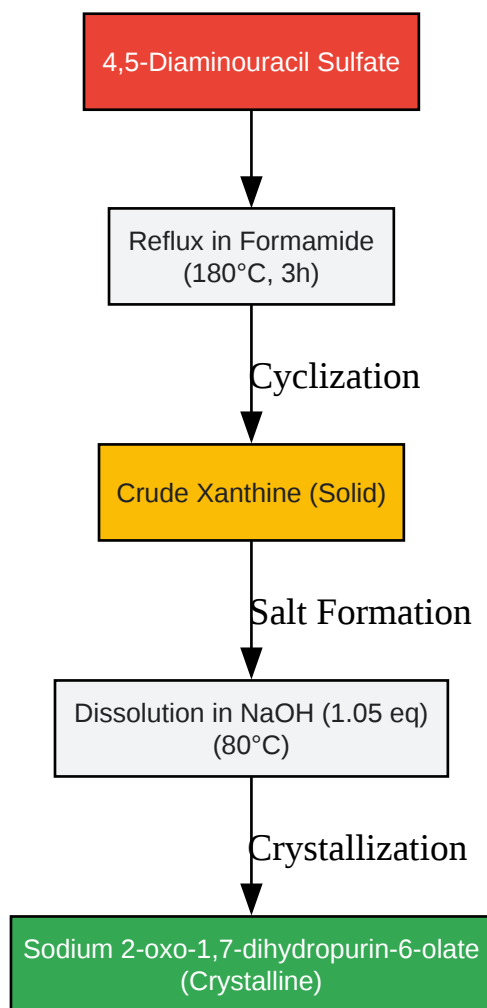 4,5-Diaminouracil Sulfate
Reflux in Formamide
(180°C, 3h)
Cyclization
Crude Xanthine (Solid)
Salt Formation
Dissolution in NaOH (1.05 eq)
(80°C)
Crystallization
Sodium 2-oxo-1,7-dihydropurin-6-olate
(Crystalline)